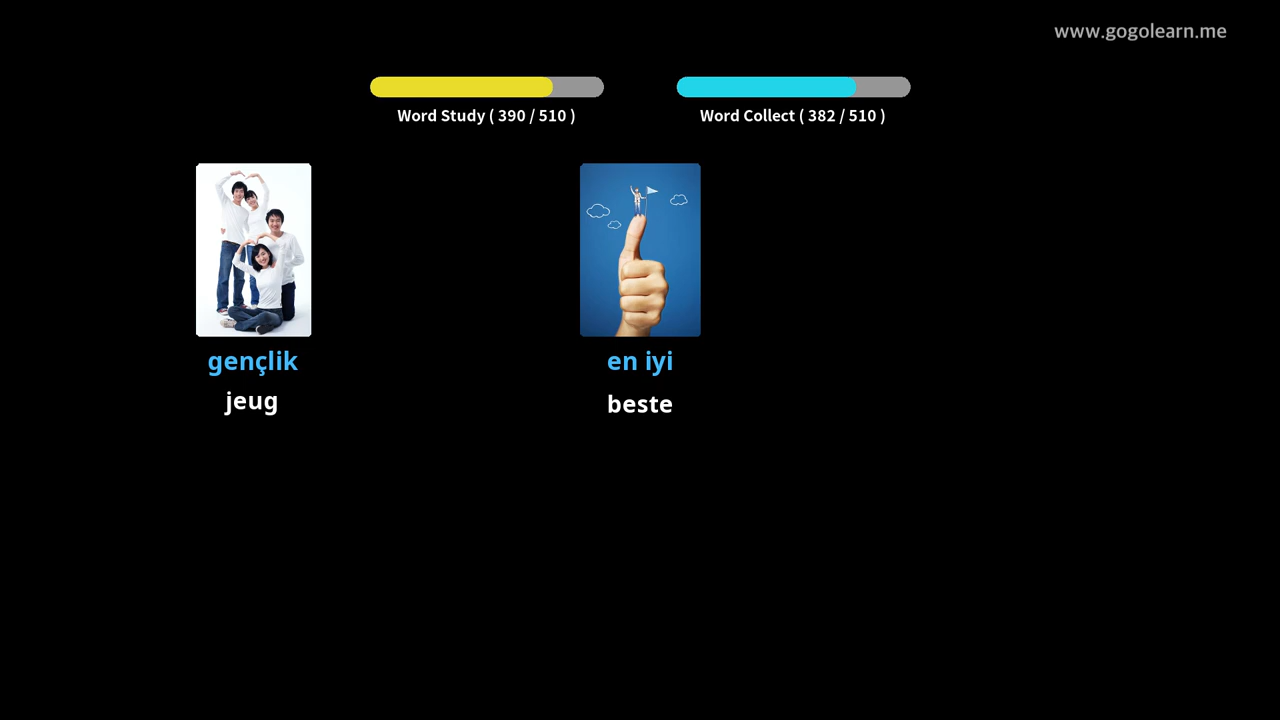 www.gogolearn.me
Word Study ( 390 / 510 )
Word Collect ( 382 / 510 )
gençlik
jeug
en iyi
beste